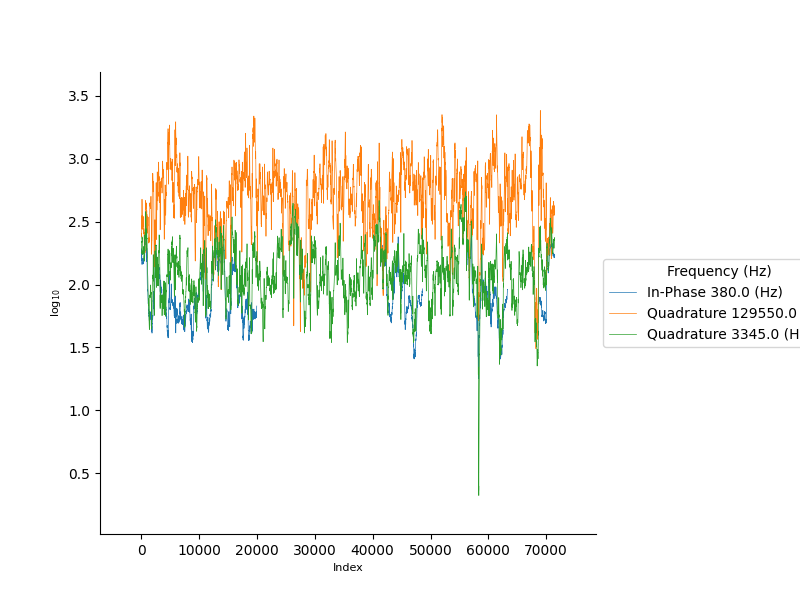 3.5
3.0
2.5
2.0
1.5
1.0
0.5
log10
0 10000 20000 30000 40000 50000 60000 70000
Index
Frequency (Hz)
In-Phase 380.0 (Hz)
Quadrature 129550.0
Quadrature 3345.0 (H